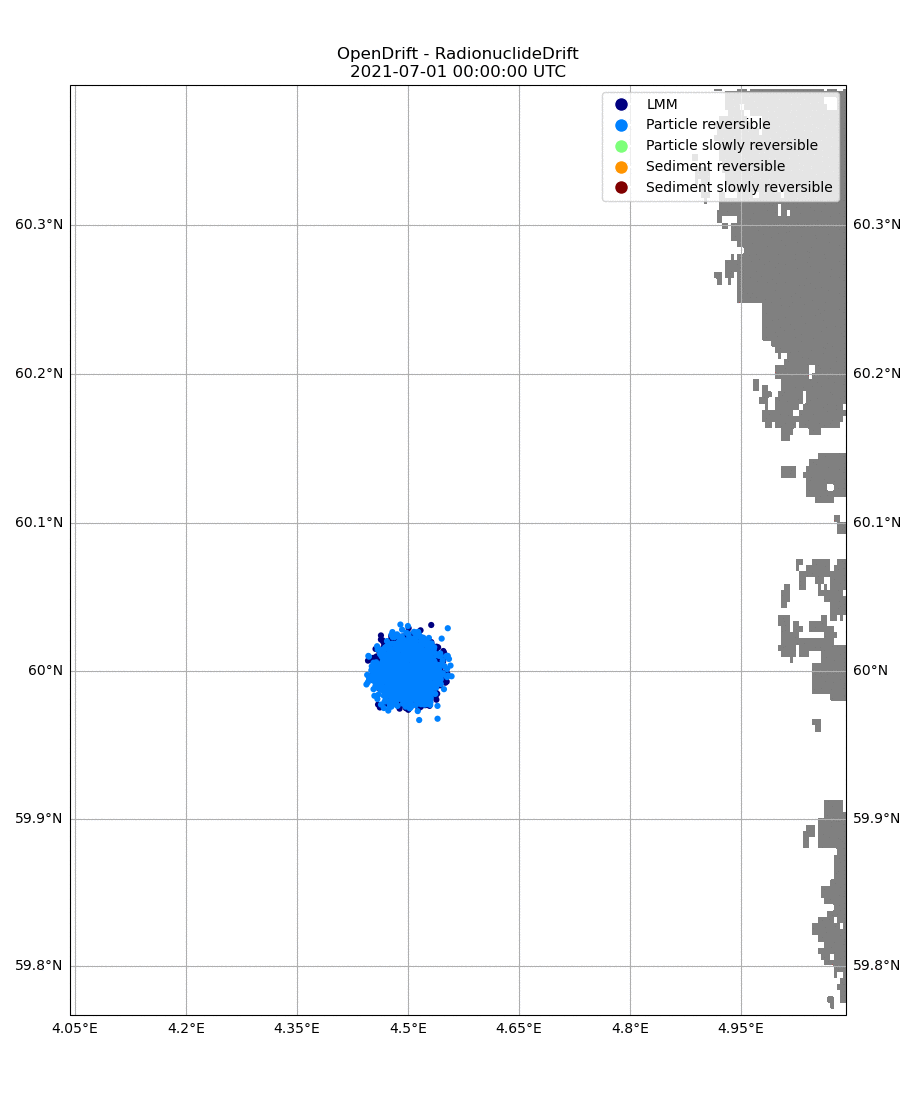 OpenDrift - RadionuclideDrift
2021-07-01 00:00:00 UTC
LMM
Particle reversible
Particle slowly reversible
Sediment reversible
Sediment slowly reversible
60.3°N 60.3°N
60.2°N 60.2°N
60.1°N 60.1°N
60°N 60°N
59.9°N 59.9°N
59.8°N 59.8°N
4.05°E 4.2°E 4.35°E 4.5°E 4.65°E 4.8°E 4.95°E